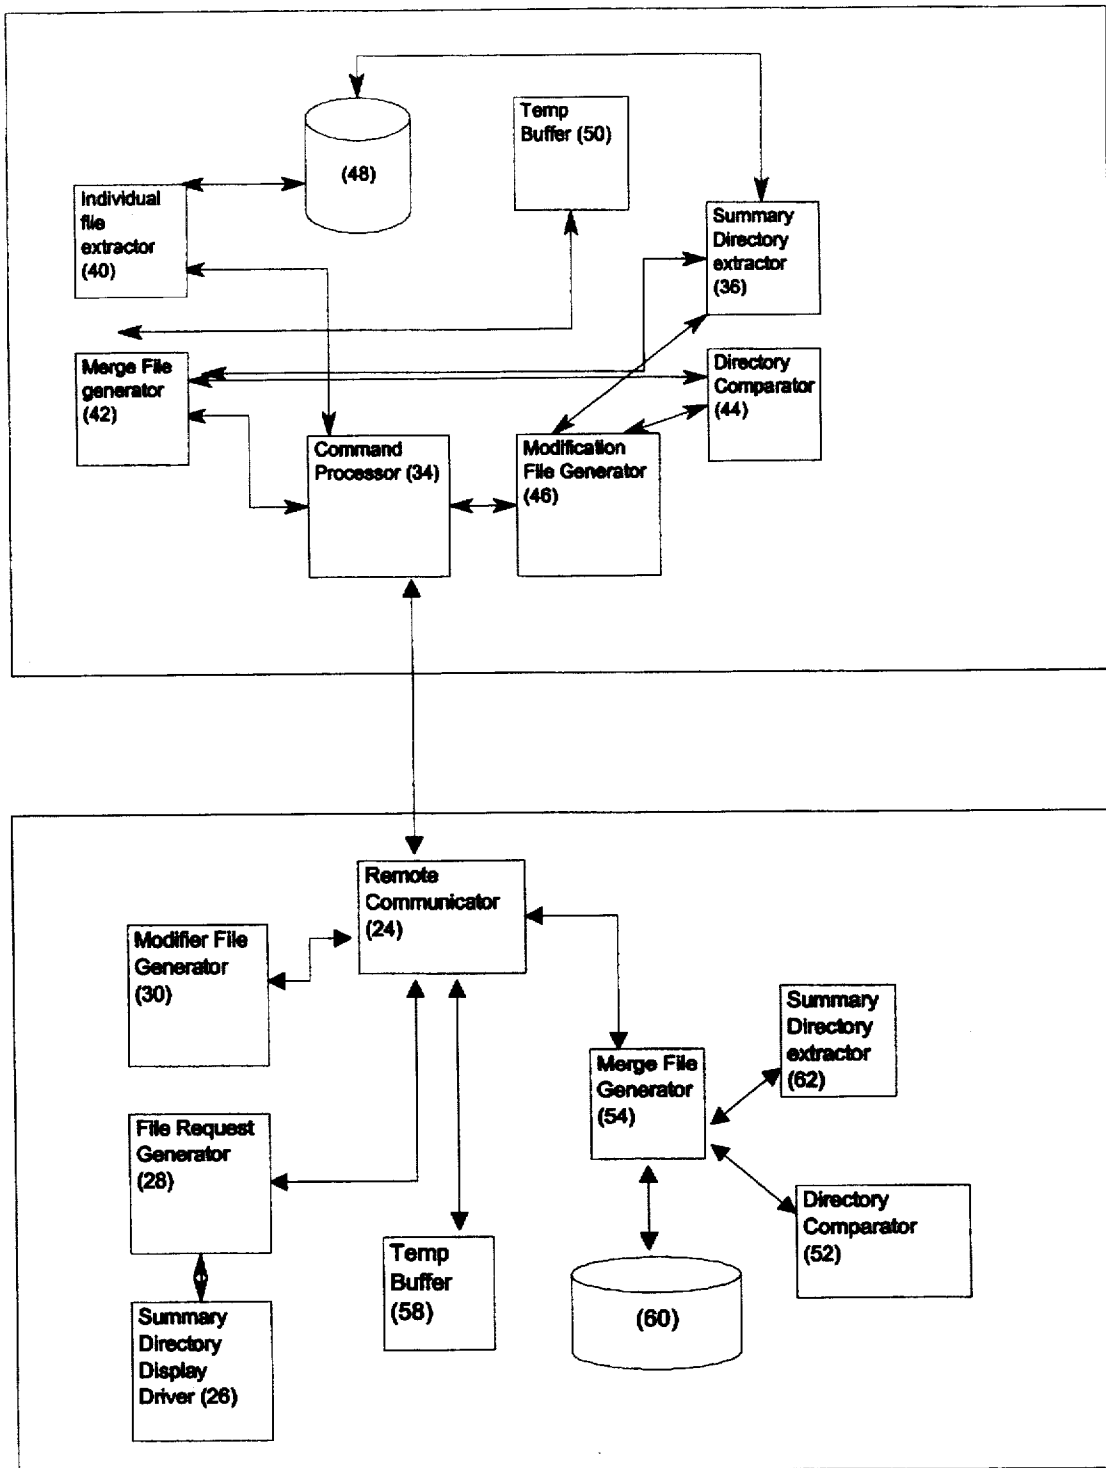 Temp
Buffer (50)
(48)
Individual
file
extractor
(40)
Summary
Directory
extractor
(36)
Merge File
generator
(42)
Directory
Comparator
(44)
Command
Processor (34)
Modification
File Generator
(46)
Remote
Communicator
(24)
Modifier File
Generator
(30)
Summary
Directory
extractor
(62)
Merge File
Generator
(54)
File Request
Generator
(28)
Directory
Comparator
(52)
Temp
Buffer
(58)
(60)
Summary
Directory
Display
Driver (26)